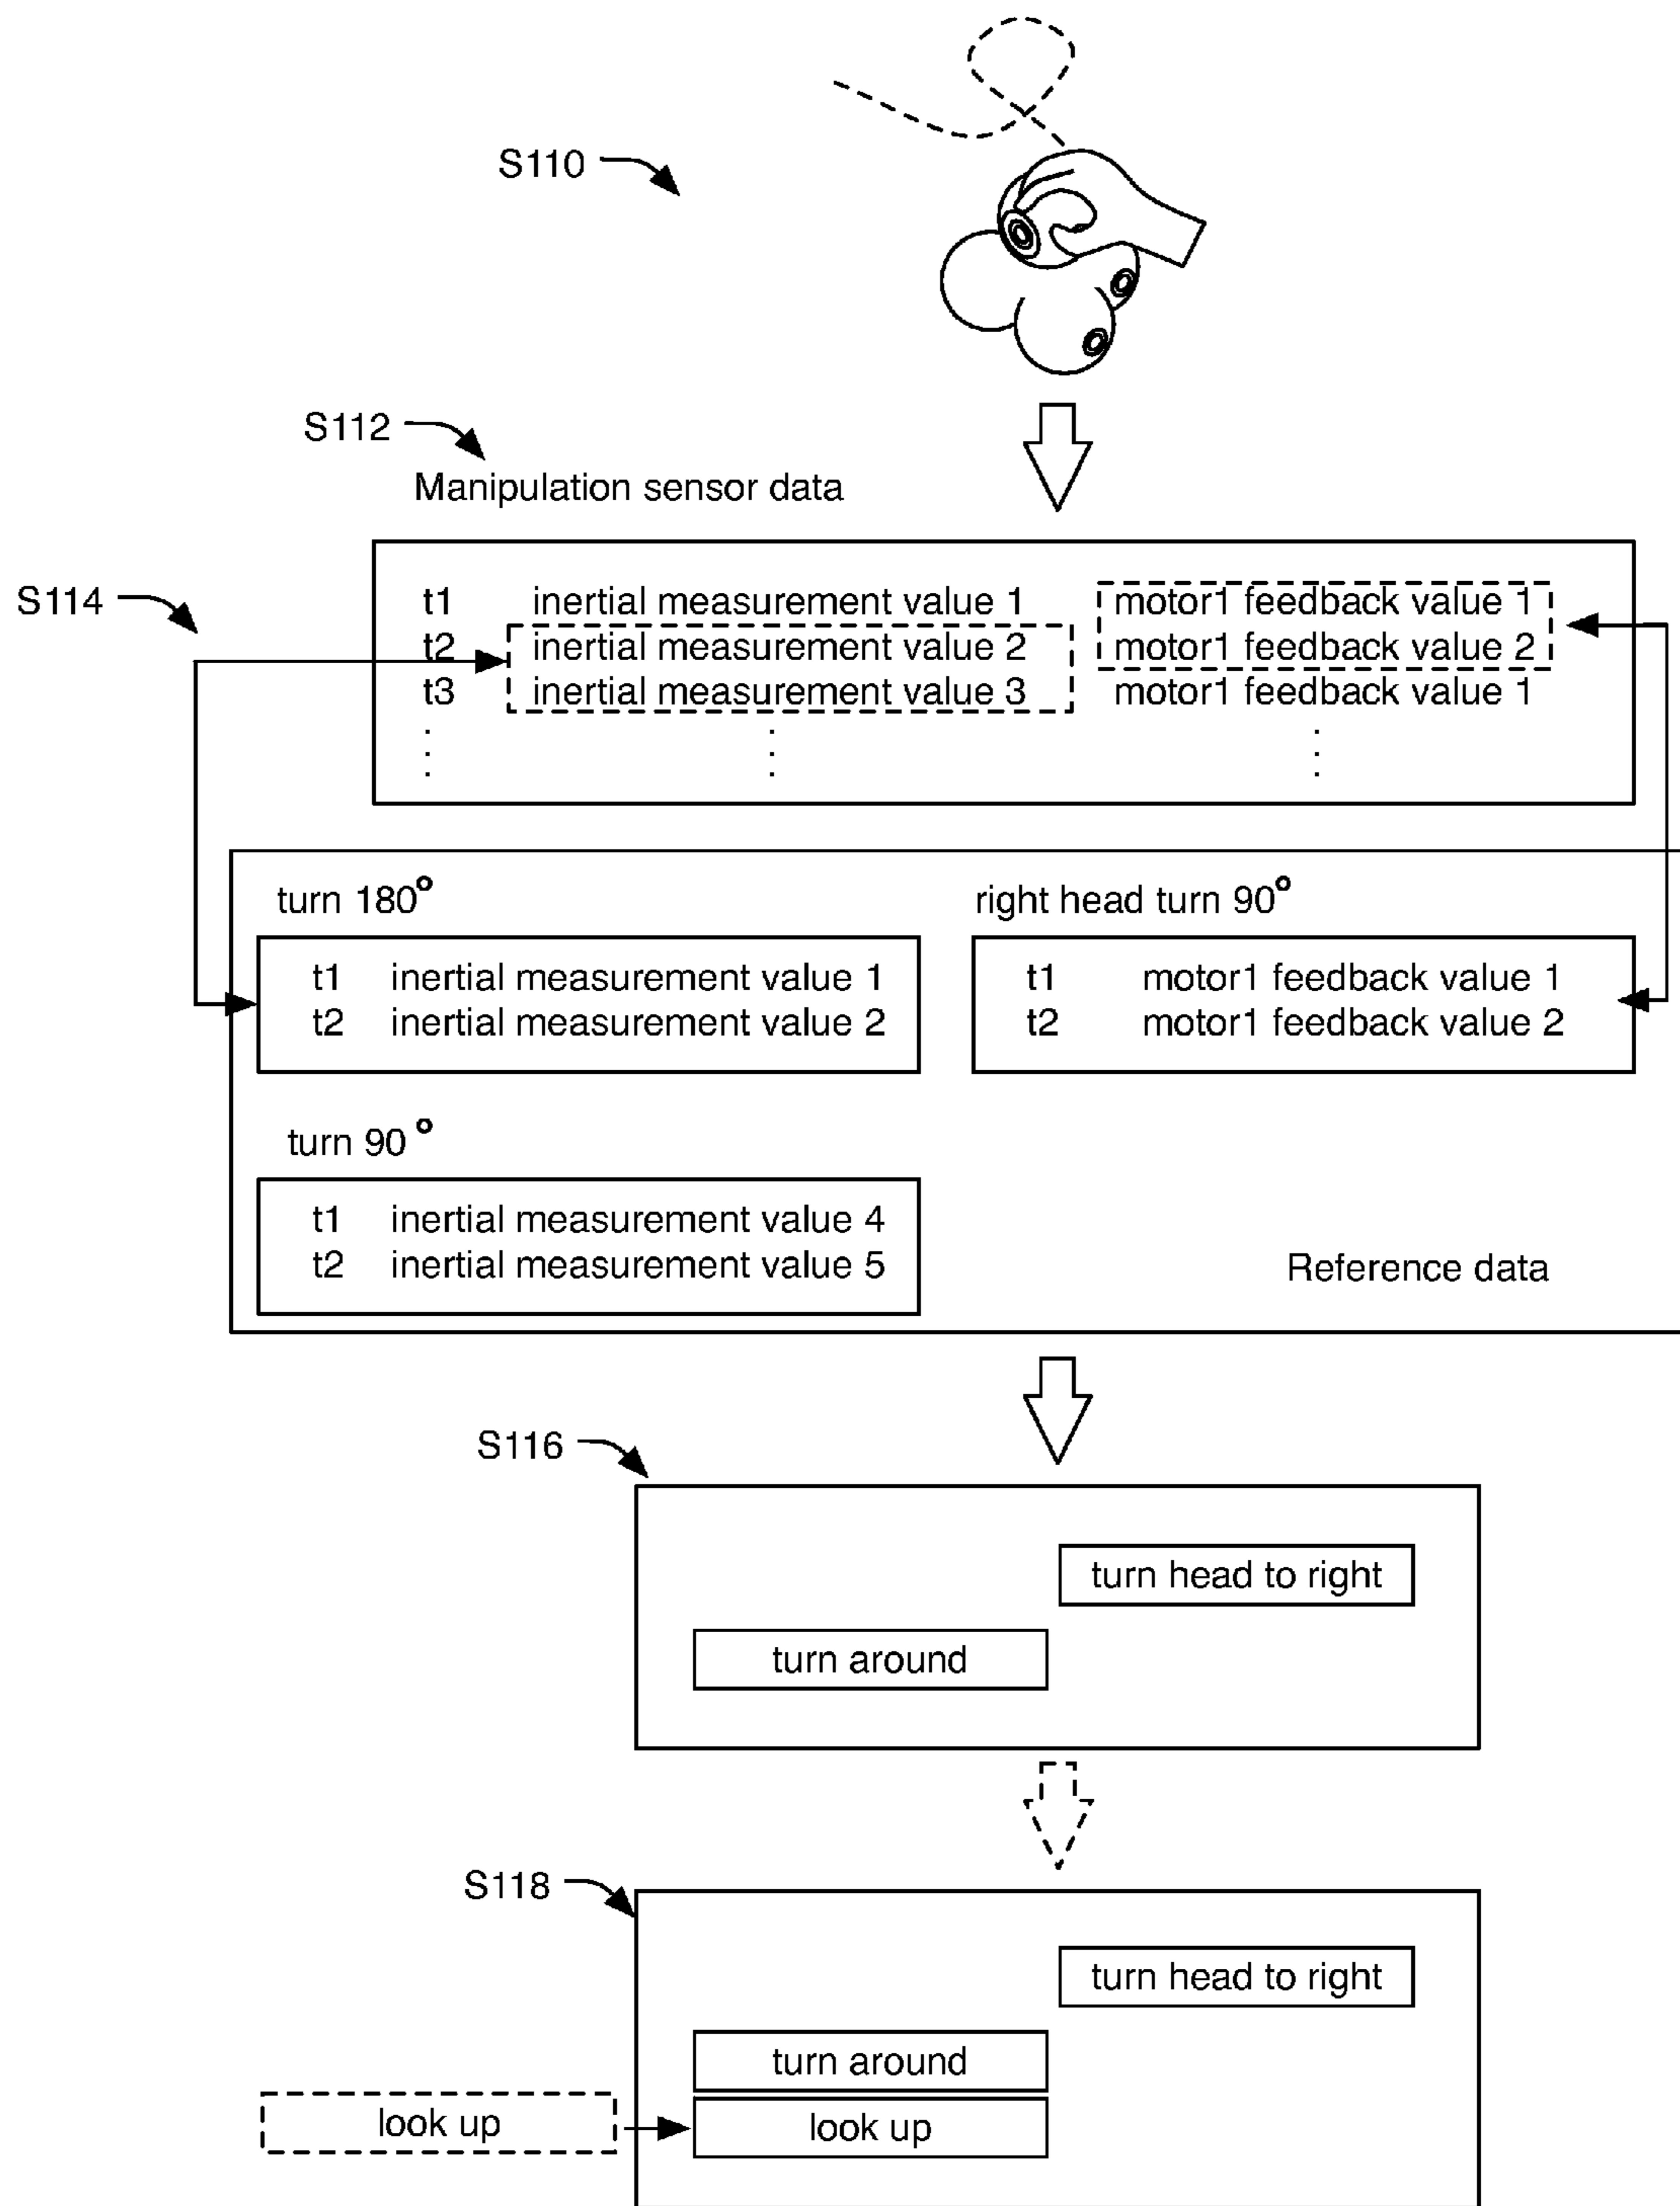 S110
S112
Manipulation sensor data
S114
t1 inertial measurement value 1 motor1 feedback value 1
t2 inertial measurement value 2 motor1 feedback value 2
t3 inertial measurement value 3 motor1 feedback value 1
turn 180°
t1 inertial measurement value 1
t2 inertial measurement value 2
right head turn 90°
t1 motor1 feedback value 1
t2 motor1 feedback value 2
turn 90°
t1 inertial measurement value 4
t2 inertial measurement value 5
Reference data
S116
turn head to right
turn around
S118
turn head to right
turn around
look up
look up